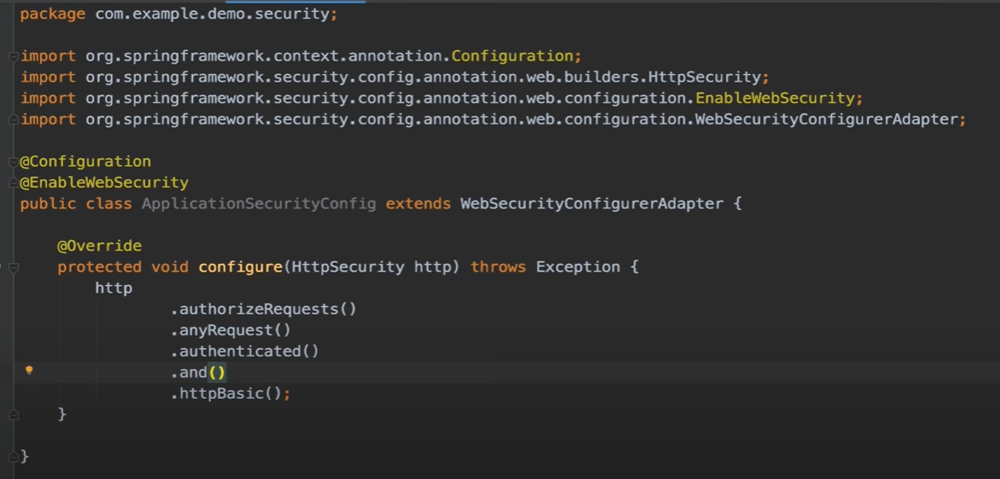 package com.example.demo.security;
import org.springframework.context.annotation.Configuration;
import org.springframework.security.config.annotation.web.builders.HttpSecurity;
import org.springframework.security.config.annotation.web.configuration.EnableWebSecurity;
import org.springframework.security.config.annotation.web.configuration.WebSecurityConfigurerAdapter;
@Configuration
@EnableWebSecurity
public class ApplicationSecurityConfig extends WebSecurityConfigurerAdapter {
@Override
protected void configure(HttpSecurity http) throws Exception {
http
.authorizeRequests()
.anyRequest()
.authenticated()
.and()
.httpBasic();
}
}